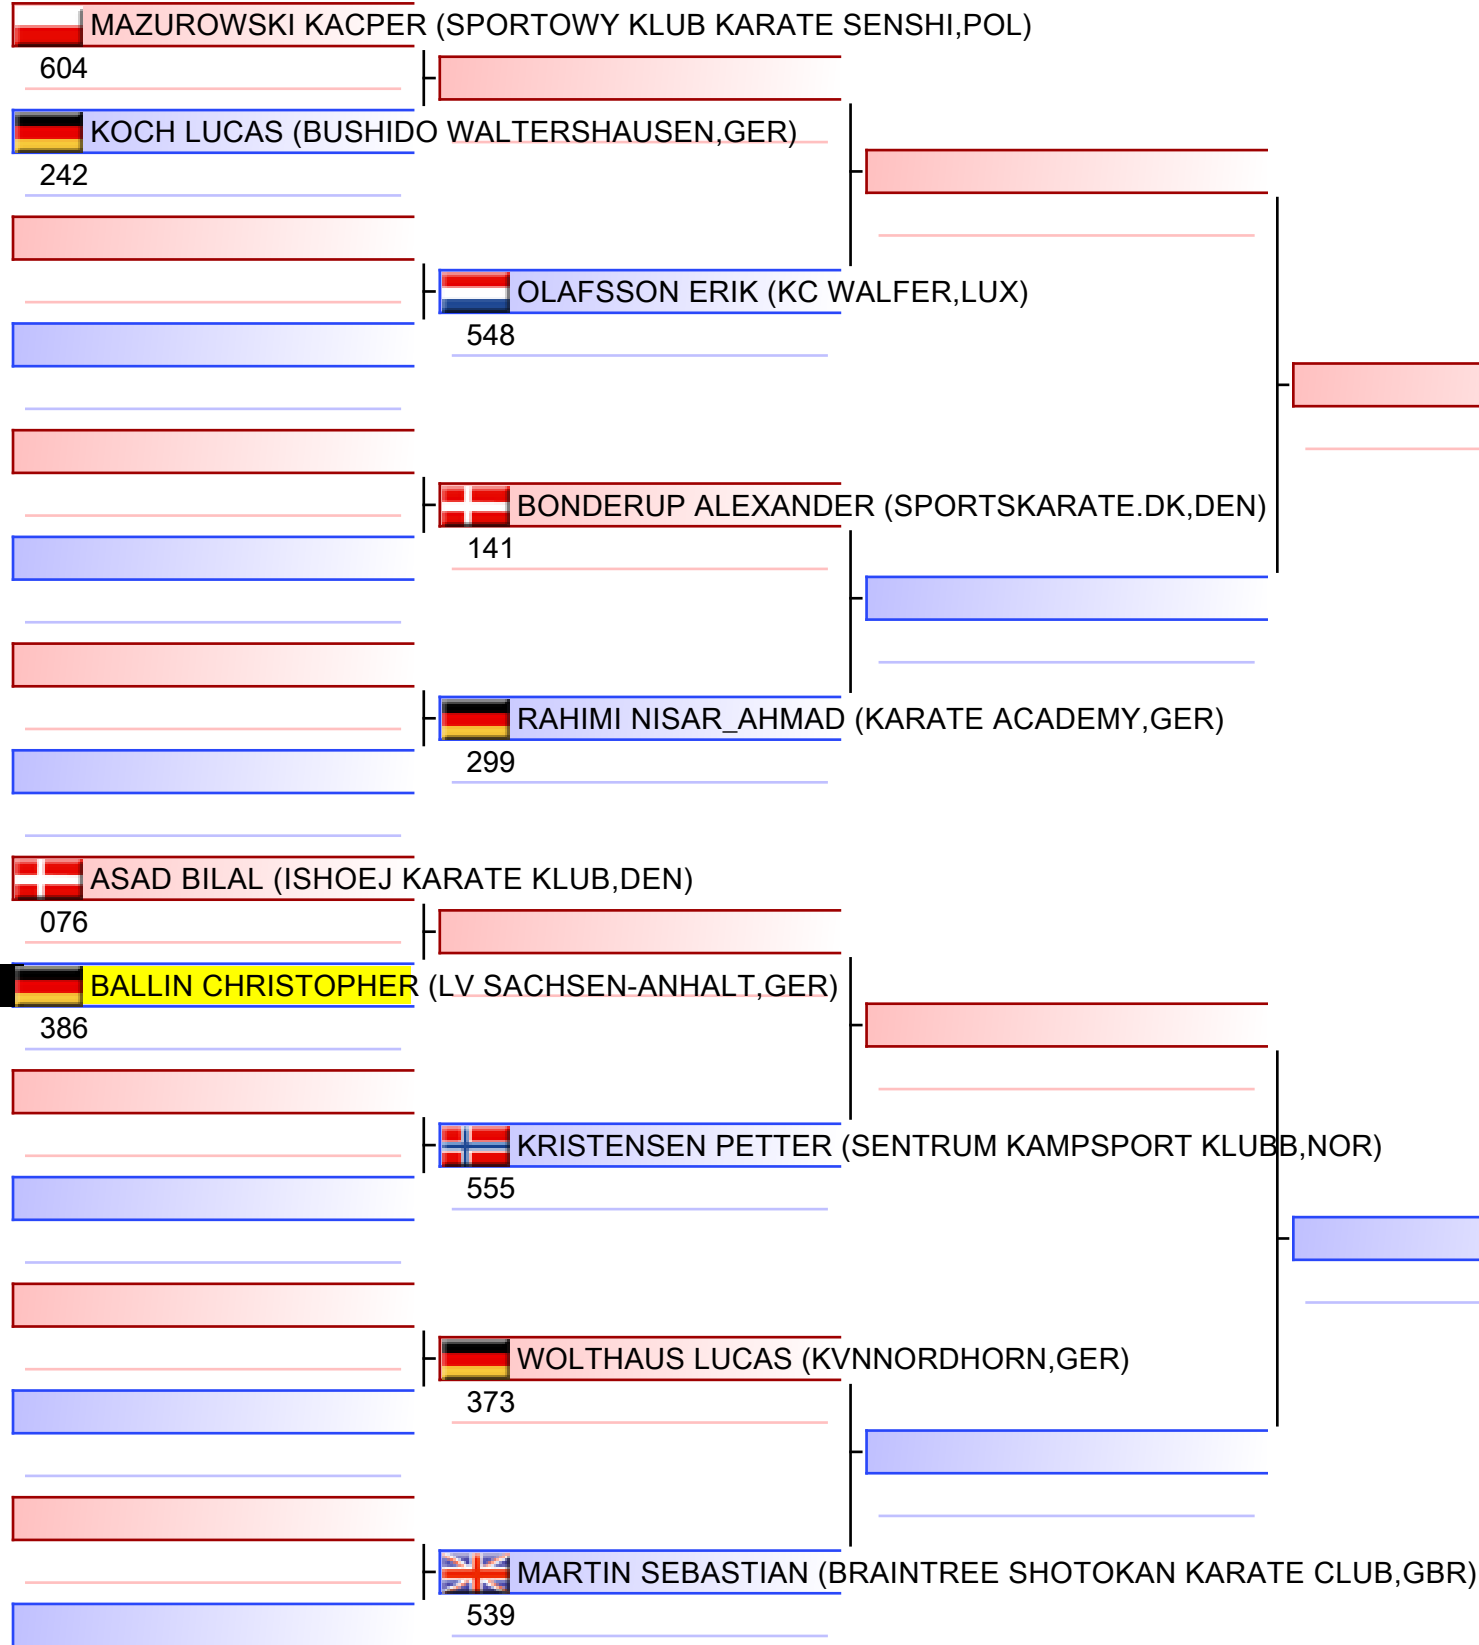 MAZUROWSKI KACPER (SPORTOWY KLUB KARATE SENSHI,POL)
604
KOCH LUCAS (BUSHIDO WALTERSHAUSEN,GER)
242
OLAFSSON ERIK (KC WALFER,LUX)
548
BONDERUP ALEXANDER (SPORTSKARATE.DK,DEN)
141
RAHIMI NISAR_AHMAD (KARATE ACADEMY,GER)
299
ASAD BILAL (ISHOEJ KARATE KLUB,DEN)
076
BALLIN CHRISTOPHER (LV SACHSEN-ANHALT,GER)
386
KRISTENSEN PETTER (SENTRUM KAMPSPORT KLUBB,NOR)
555
WOLTHAUS LUCAS (KVNNORDHORN,GER)
373
MARTIN SEBASTIAN (BRAINTREE SHOTOKAN KARATE CLUB,GBR)
539